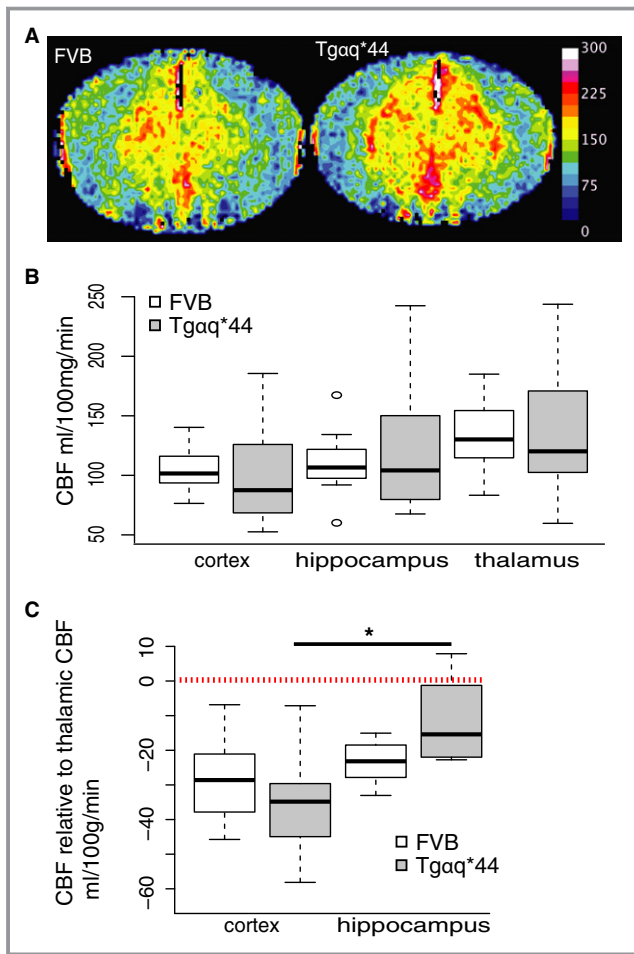 A
FVB
Tgαq*44
300
225
150
75
0
B
FVB
Tgαq*44
CBF ml/100mg/min
250
200
150
100
50
cortex
hippocampus
thalamus
C
*
CBF relative to thalamic CBF
ml/100g/min
10
0
−20
−40
−60
FVB
Tgαq*44
cortex
hippocampus